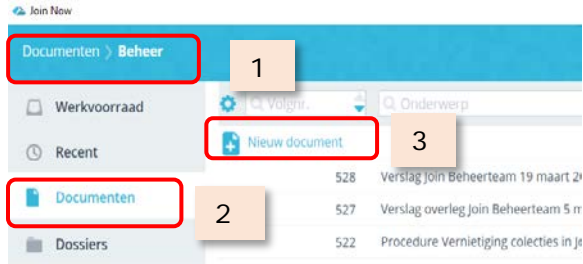 Join Now
Documenten > Beheer
1
Werkvoorraad
Volgnr.
Onderwerp
Recent
Nieuw document
3
528 Verslag Join Beheerteam 19 maart
Documenten
2
527 Verslag overleg Join Beheerteam 5
Dossiers
522 Procedure Vernietiging colecties in